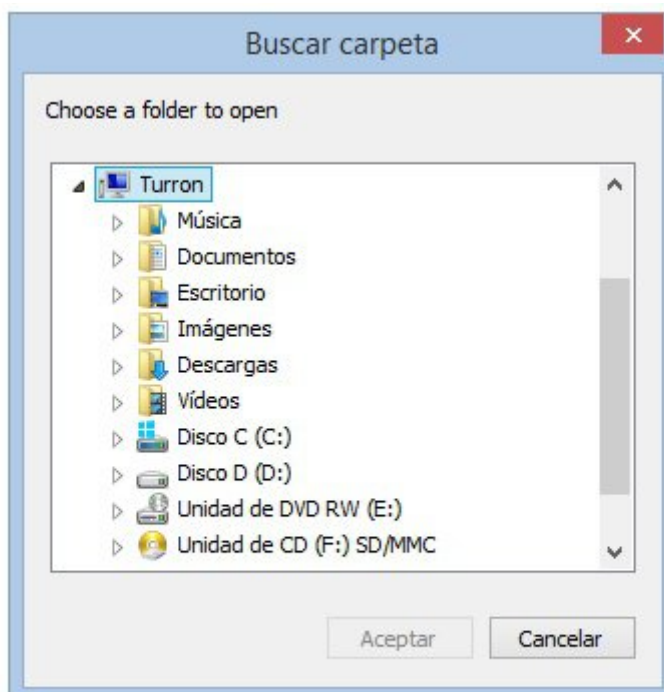 Buscar carpeta
Choose a folder to open
Turron
Música
Documentos
Escritorio
Imágenes
Descargas
Vídeos
Disco C (C:)
Disco D (D:)
Unidad de DVD RW (E:)
Unidad de CD (F:) SD/MMC
Aceptar
Cancelar